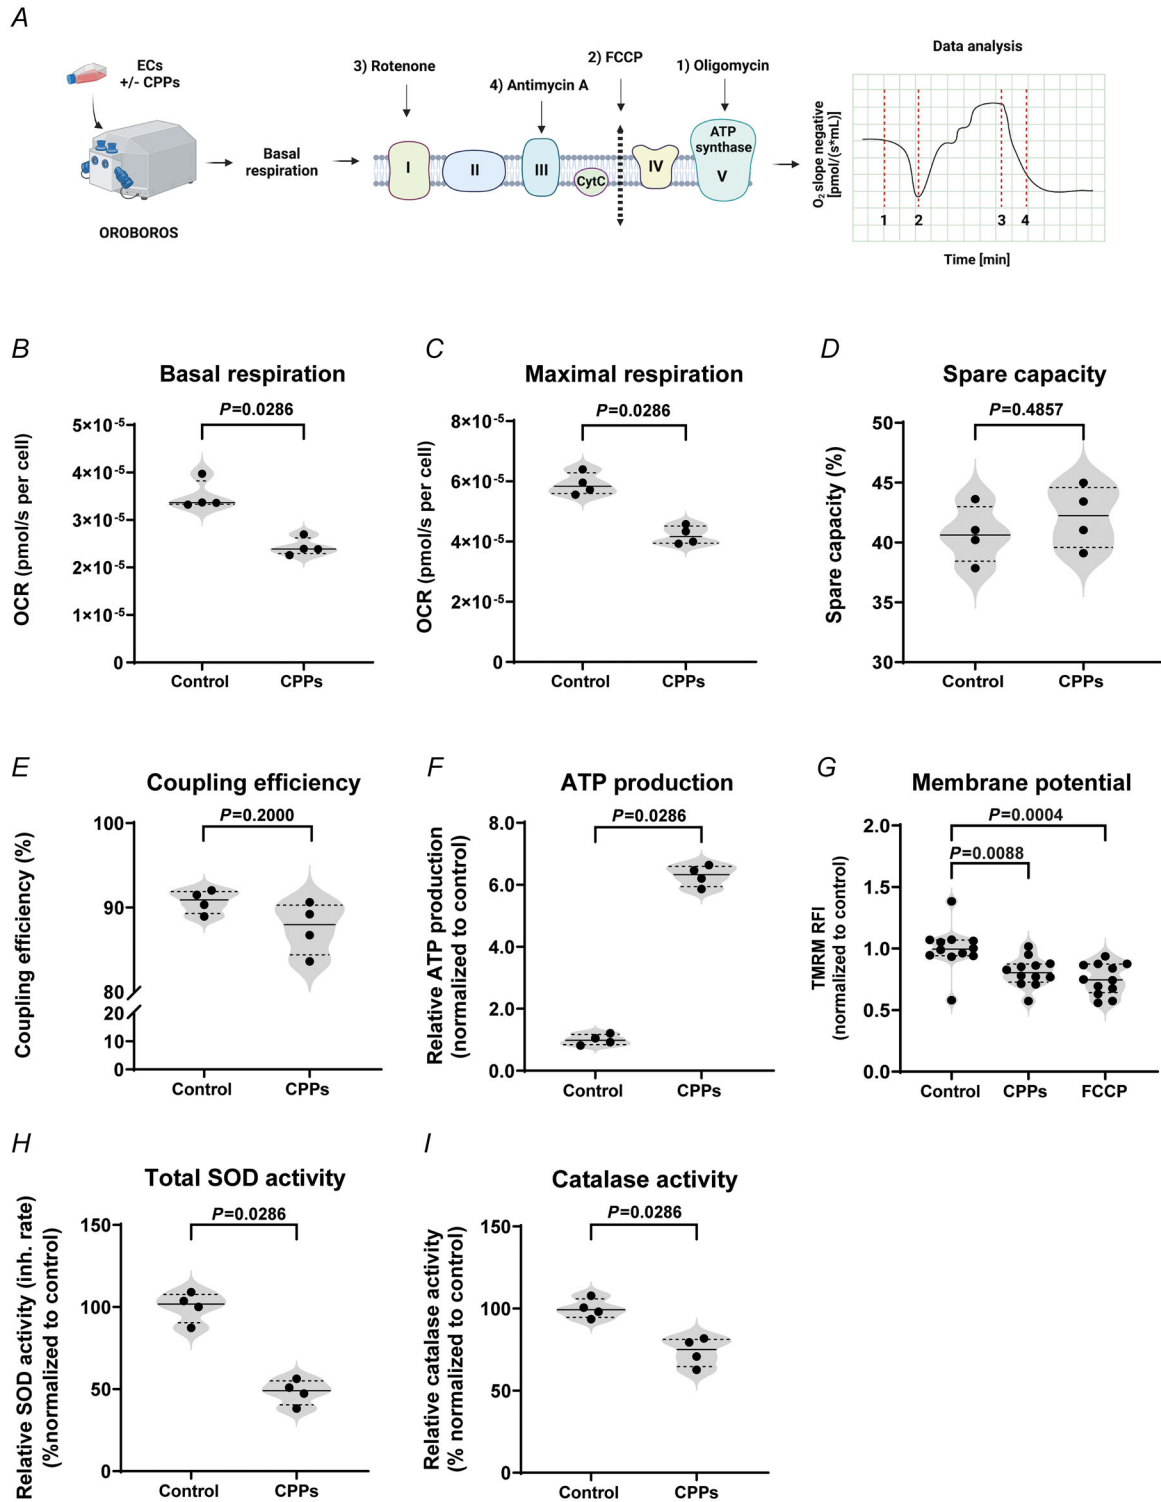 A
ECs
+/- CPPs
OROBOROS
Basal
respiration
3) Rotenone
4) Antimycin A
2) FCCP
1) Oligomycin
I
II
III
CytC
IV
ATP
synthase
V
Data analysis
O2 slope negative
[pmol/(s*mL)]
1
2
3
4
Time [min]
B
Basal respiration
P=0.0286
OCR (pmol/s per cell)
5×10-5
4×10-5
3×10-5
2×10-5
1×10-5
0
Control
CPPs
C
Maximal respiration
P=0.0286
OCR (pmol/s per cell)
8×10-5
6×10-5
4×10-5
2×10-5
0
Control
CPPs
D
Spare capacity
P=0.4857
Spare capacity (%)
50
45
40
35
30
Control
CPPs
E
Coupling efficiency
P=0.2000
Coupling efficiency (%)
100
90
80
20
10
0
Control
CPPs
F
ATP production
P=0.0286
Relative ATP production
(normalized to control)
8.0
6.0
4.0
2.0
0.0
Control
CPPs
G
Membrane potential
P=0.0004
P=0.0088
TMRM RFI
(normalized to control)
2.0
1.5
1.0
0.5
0.0
Control
CPPs
FCCP
H
Total SOD activity
P=0.0286
Relative SOD activity (inh. rate)
(%normalized to control)
150
100
50
0
Control
CPPs
I
Catalase activity
P=0.0286
Relative catalase activity
(% normalized to control)
150
100
50
0
Control
CPPs